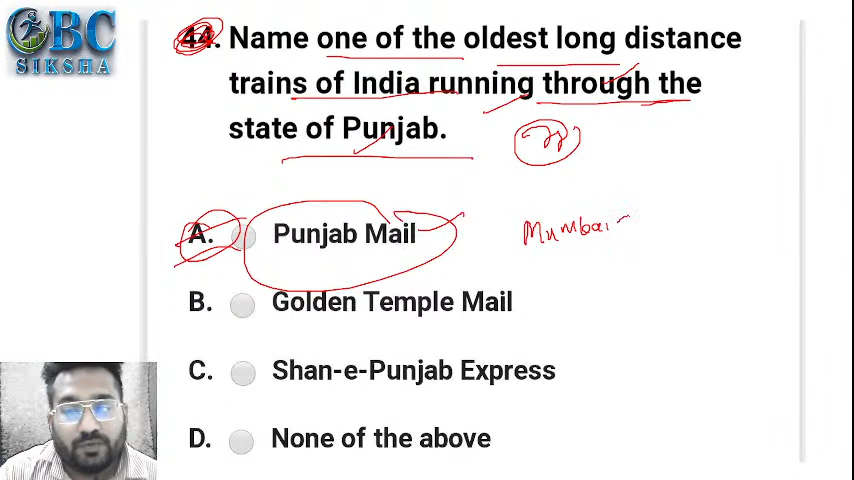 OBC
SIKSHA
44. Name one of the oldest long distance
trains of India running through the
state of Punjab.
A. Punjab Mail
Mumbai -
B. Golden Temple Mail
C. Shan-e-Punjab Express
D. None of the above